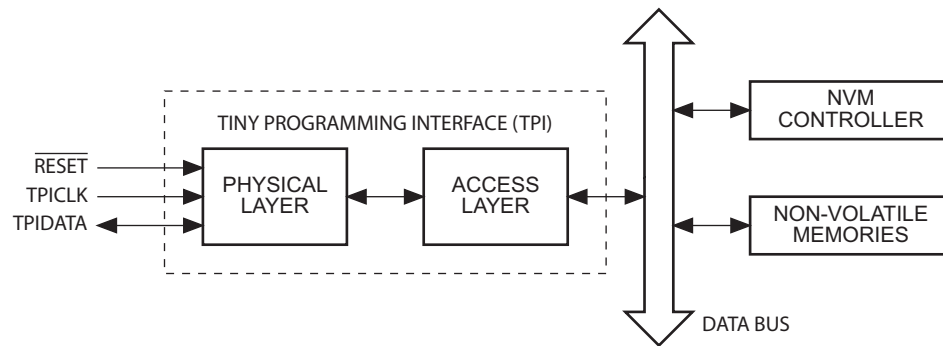 TINY PROGRAMMING INTERFACE (TPI)
RESET
TPICLK
TPIDATA
PHYSICAL
LAYER
ACCESS
LAYER
NVM
CONTROLLER
NON-VOLATILE
MEMORIES
DATA BUS